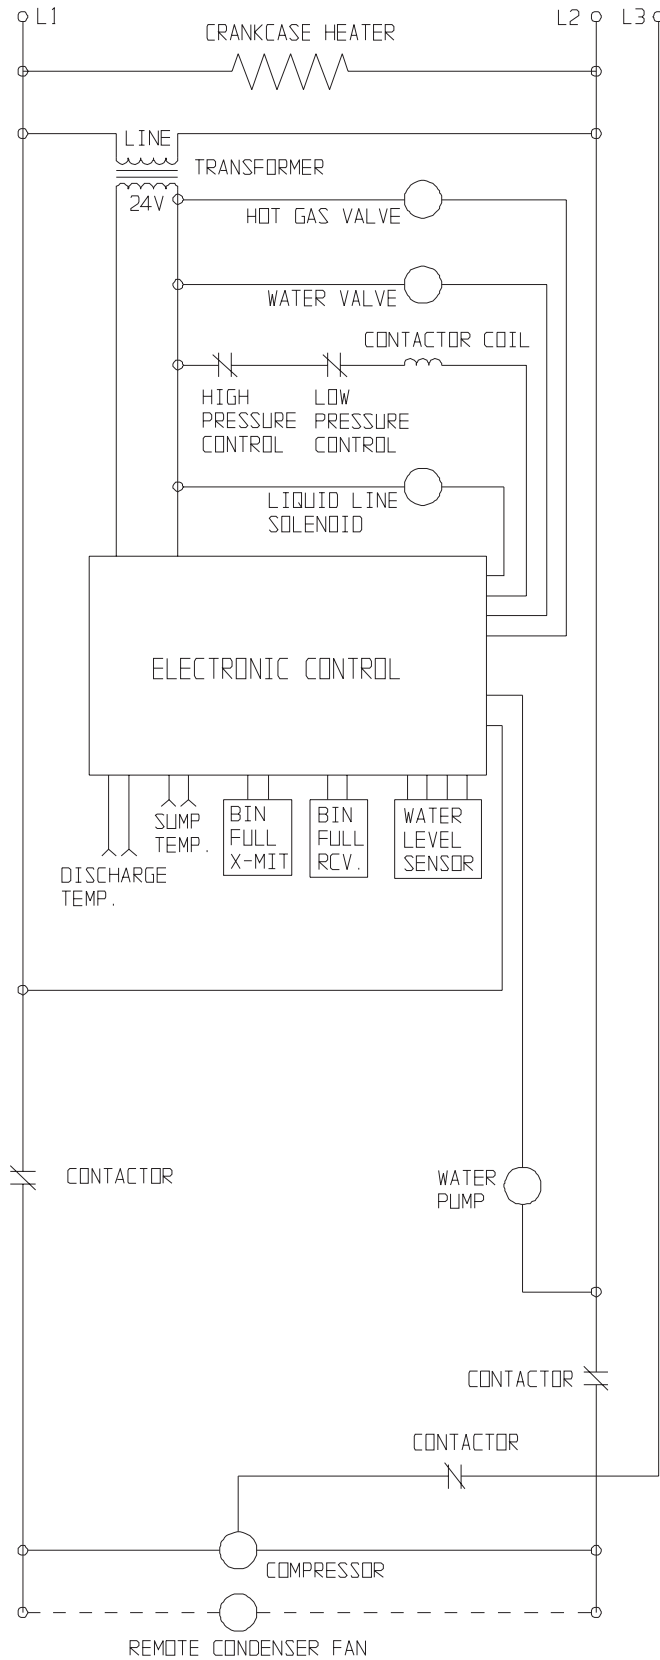 L1
L2
L3
CRANKCASE HEATER
LINE
TRANSFORMER
24V
HOT GAS VALVE
WATER VALVE
CONTACTOR COIL
HIGH
PRESSURE
CONTROL
LOW
PRESSURE
CONTROL
LIQUID LINE
SOLENOID
ELECTRONIC CONTROL
SUMP
TEMP.
BIN
FULL
X-MIT
BIN
FULL
RCV.
WATER
LEVEL
SENSOR
DISCHARGE
TEMP.
CONTACTOR
WATER
PUMP
CONTACTOR
CONTACTOR
COMPRESSOR
REMOTE CONDENSER FAN